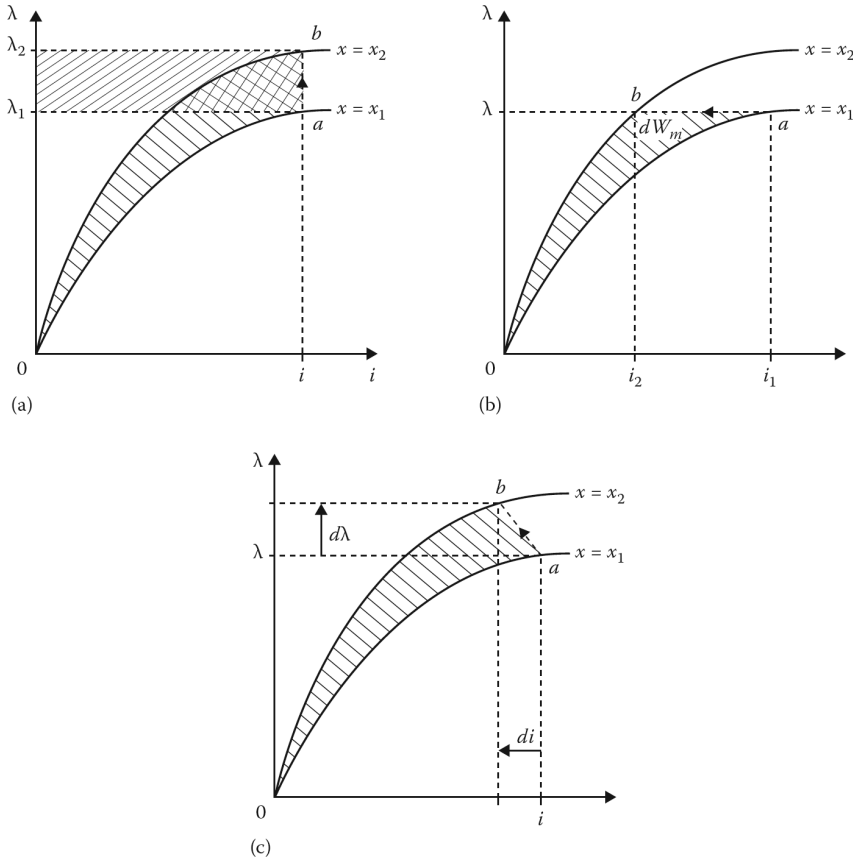 λ
λ2
b
x = x2
λ1
a
x = x1
0
i
i
(a)
λ
x = x2
b
λ
x = x1
dWm
a
0
i2
i1
(b)
λ
b
x = x2
dλ
λ
x = x1
a
di
0
i
(c)